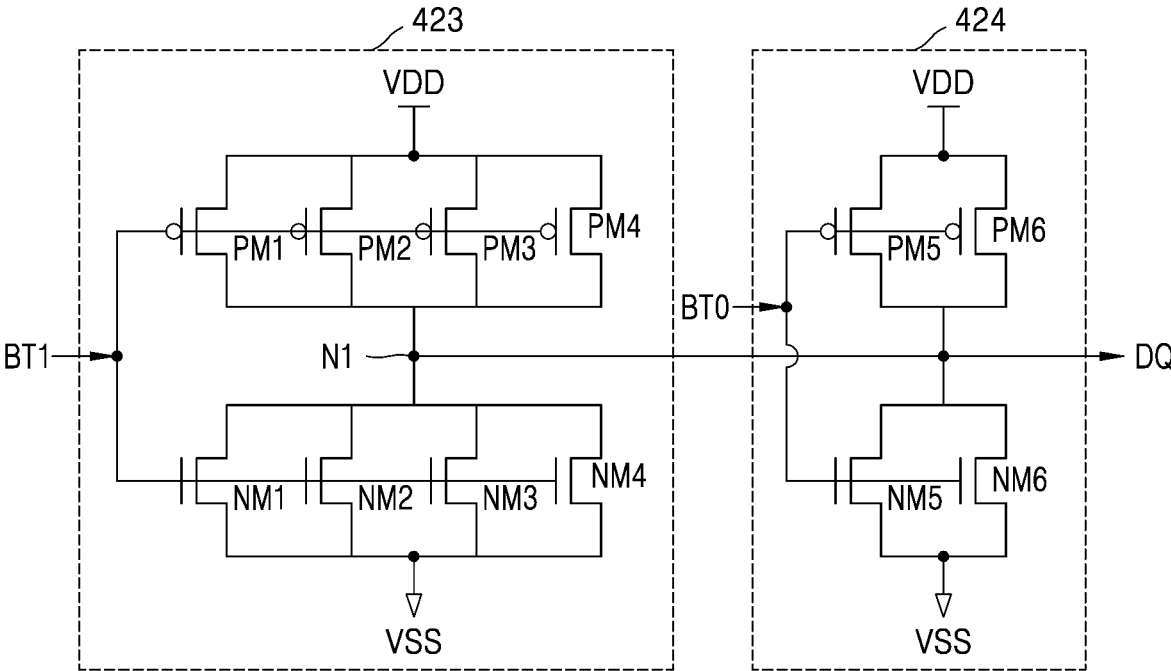 423
424
VDD
VDD
PM1
PM2
PM3
PM4
PM5
PM6
BT0
BT1
N1
DQ
NM1
NM2
NM3
NM4
NM5
NM6
VSS
VSS